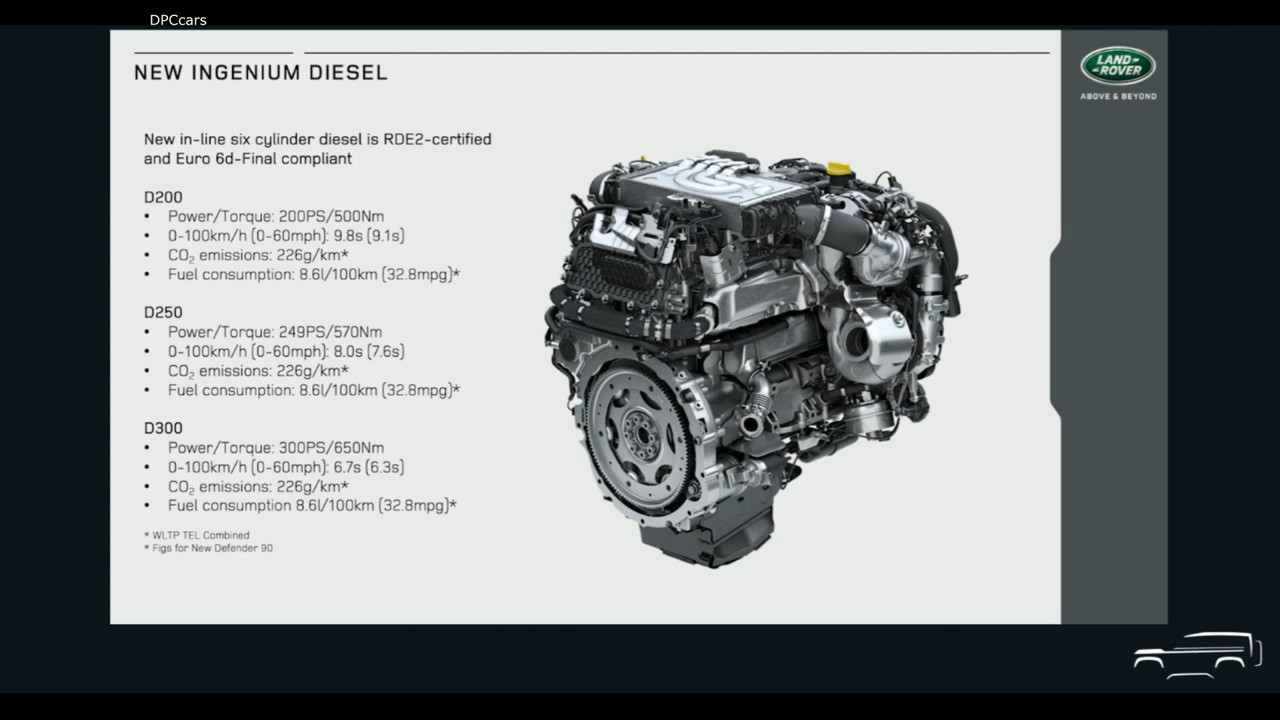 DPCcars
NEW INGENIUM DIESEL
LAND-
-ROVER
ABOVE & BEYOND
New in-line six cylinder diesel is RDE2-certified
and Euro 6d-Final compliant
D200
• Power/Torque: 200PS/500Nm
• 0-100km/h (0-60mph): 9.8s (9.1s)
• CO₂ emissions: 226g/km*
• Fuel consumption: 8.6l/100km (32.8mpg)*
D250
• Power/Torque: 249PS/570Nm
• 0-100km/h (0-60mph): 8.0s (7.6s)
• CO₂ emissions: 226g/km*
• Fuel consumption: 8.6l/100km (32.8mpg)*
D300
• Power/Torque: 300PS/650Nm
• 0-100km/h (0-60mph): 6.7s (6.3s)
• CO₂ emissions: 226g/km*
• Fuel consumption 8.6l/100km (32.8mpg)*
* WLTP TEL Combined
* Figs for New Defender 90